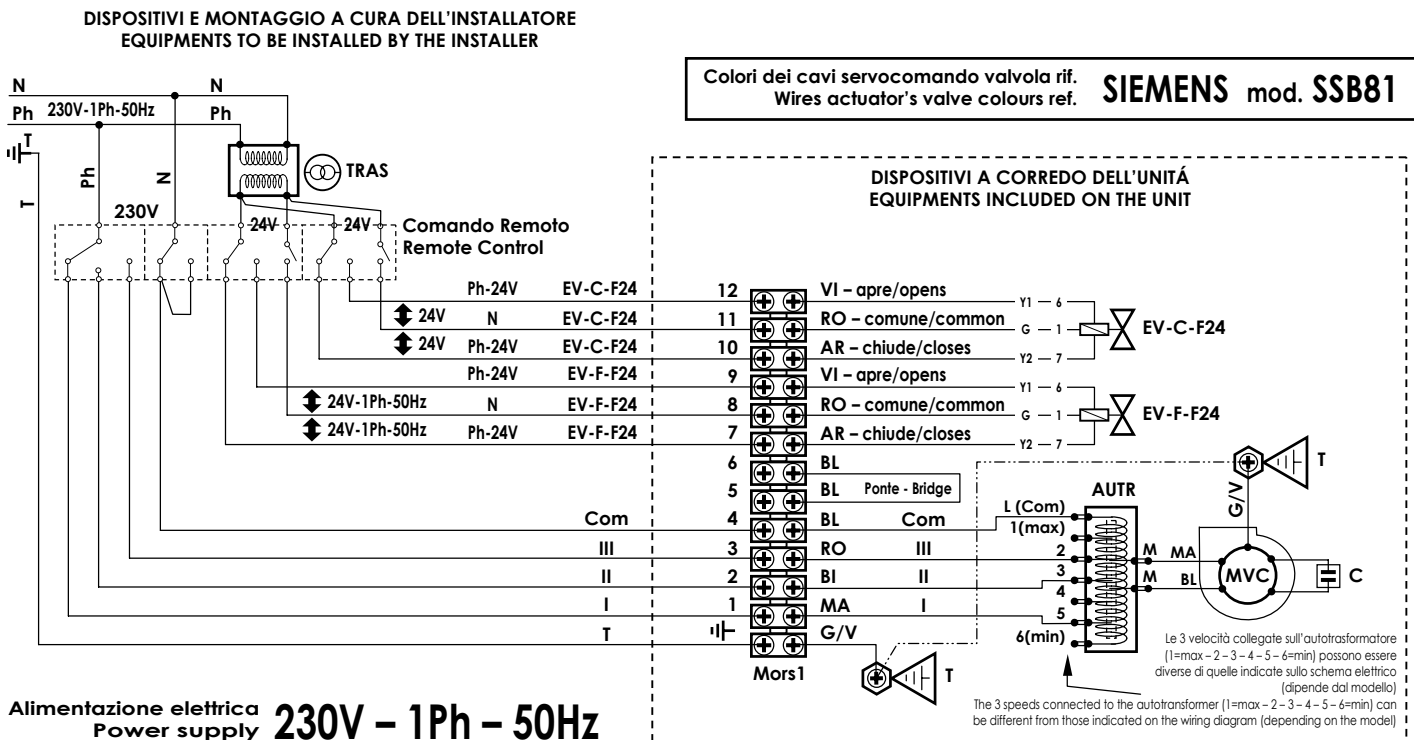 DISPOSITIVI E MONTAGGIO A CURA DELL'INSTALLATORE
EQUIPMENTS TO BE INSTALLED BY THE INSTALLER
Colori dei cavi servocomando valvola rif.
Wires actuator's valve colours ref.
SIEMENS mod. SSB81
N N
Ph 230V-1Ph-50Hz Ph
T
TRAS
Ph N
T
230V 24V 24V
Comando Remoto
Remote Control
DISPOSITIVI A CORREDO DELL'UNITÁ
EQUIPMENTS INCLUDED ON THE UNIT
Ph-24V EV-C-F24 12 VI – apre/opens Y1 — 6
24V N EV-C-F24 11 RO – comune/common G — 1 EV-C-F24
24V Ph-24V EV-C-F24 10 AR – chiude/closes Y2 — 7
Ph-24V EV-F-F24 9 VI – apre/opens Y1 — 6
24V-1Ph-50Hz N EV-F-F24 8 RO – comune/common G — 1 EV-F-F24
24V-1Ph-50Hz Ph-24V EV-F-F24 7 AR – chiude/closes Y2 — 7
6 BL
5 BL Ponte - Bridge
Com 4 BL Com
III 3 RO III
II 2 BI II
I 1 MA I
T G/V
Mors1
T
AUTR
L (Com)
1(max)
2
3
4
5
6(min)
M MA
M BL
MVC
C
G/V
T
Le 3 velocità collegate sull'autotrasformatore
(1=max – 2 – 3 – 4 – 5 – 6=min) possono essere
diverse di quelle indicate sullo schema elettrico
(dipende dal modello)
The 3 speeds connected to the autotransformer (1=max – 2 – 3 – 4 – 5 – 6=min) can
be different from those indicated on the wiring diagram (depending on the model)
Alimentazione elettrica
Power supply
230V – 1Ph – 50Hz